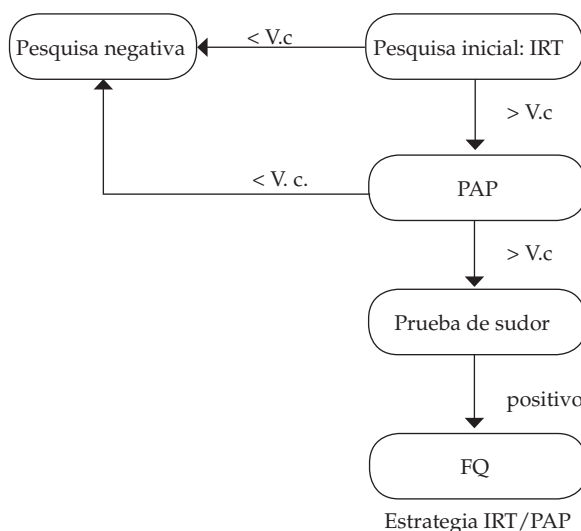 Pesquisa negativa
< V.c
Pesquisa inicial: IRT
> V.c
< V. c.
PAP
> V.c
Prueba de sudor
positivo
FQ
Estrategia IRT/PAP